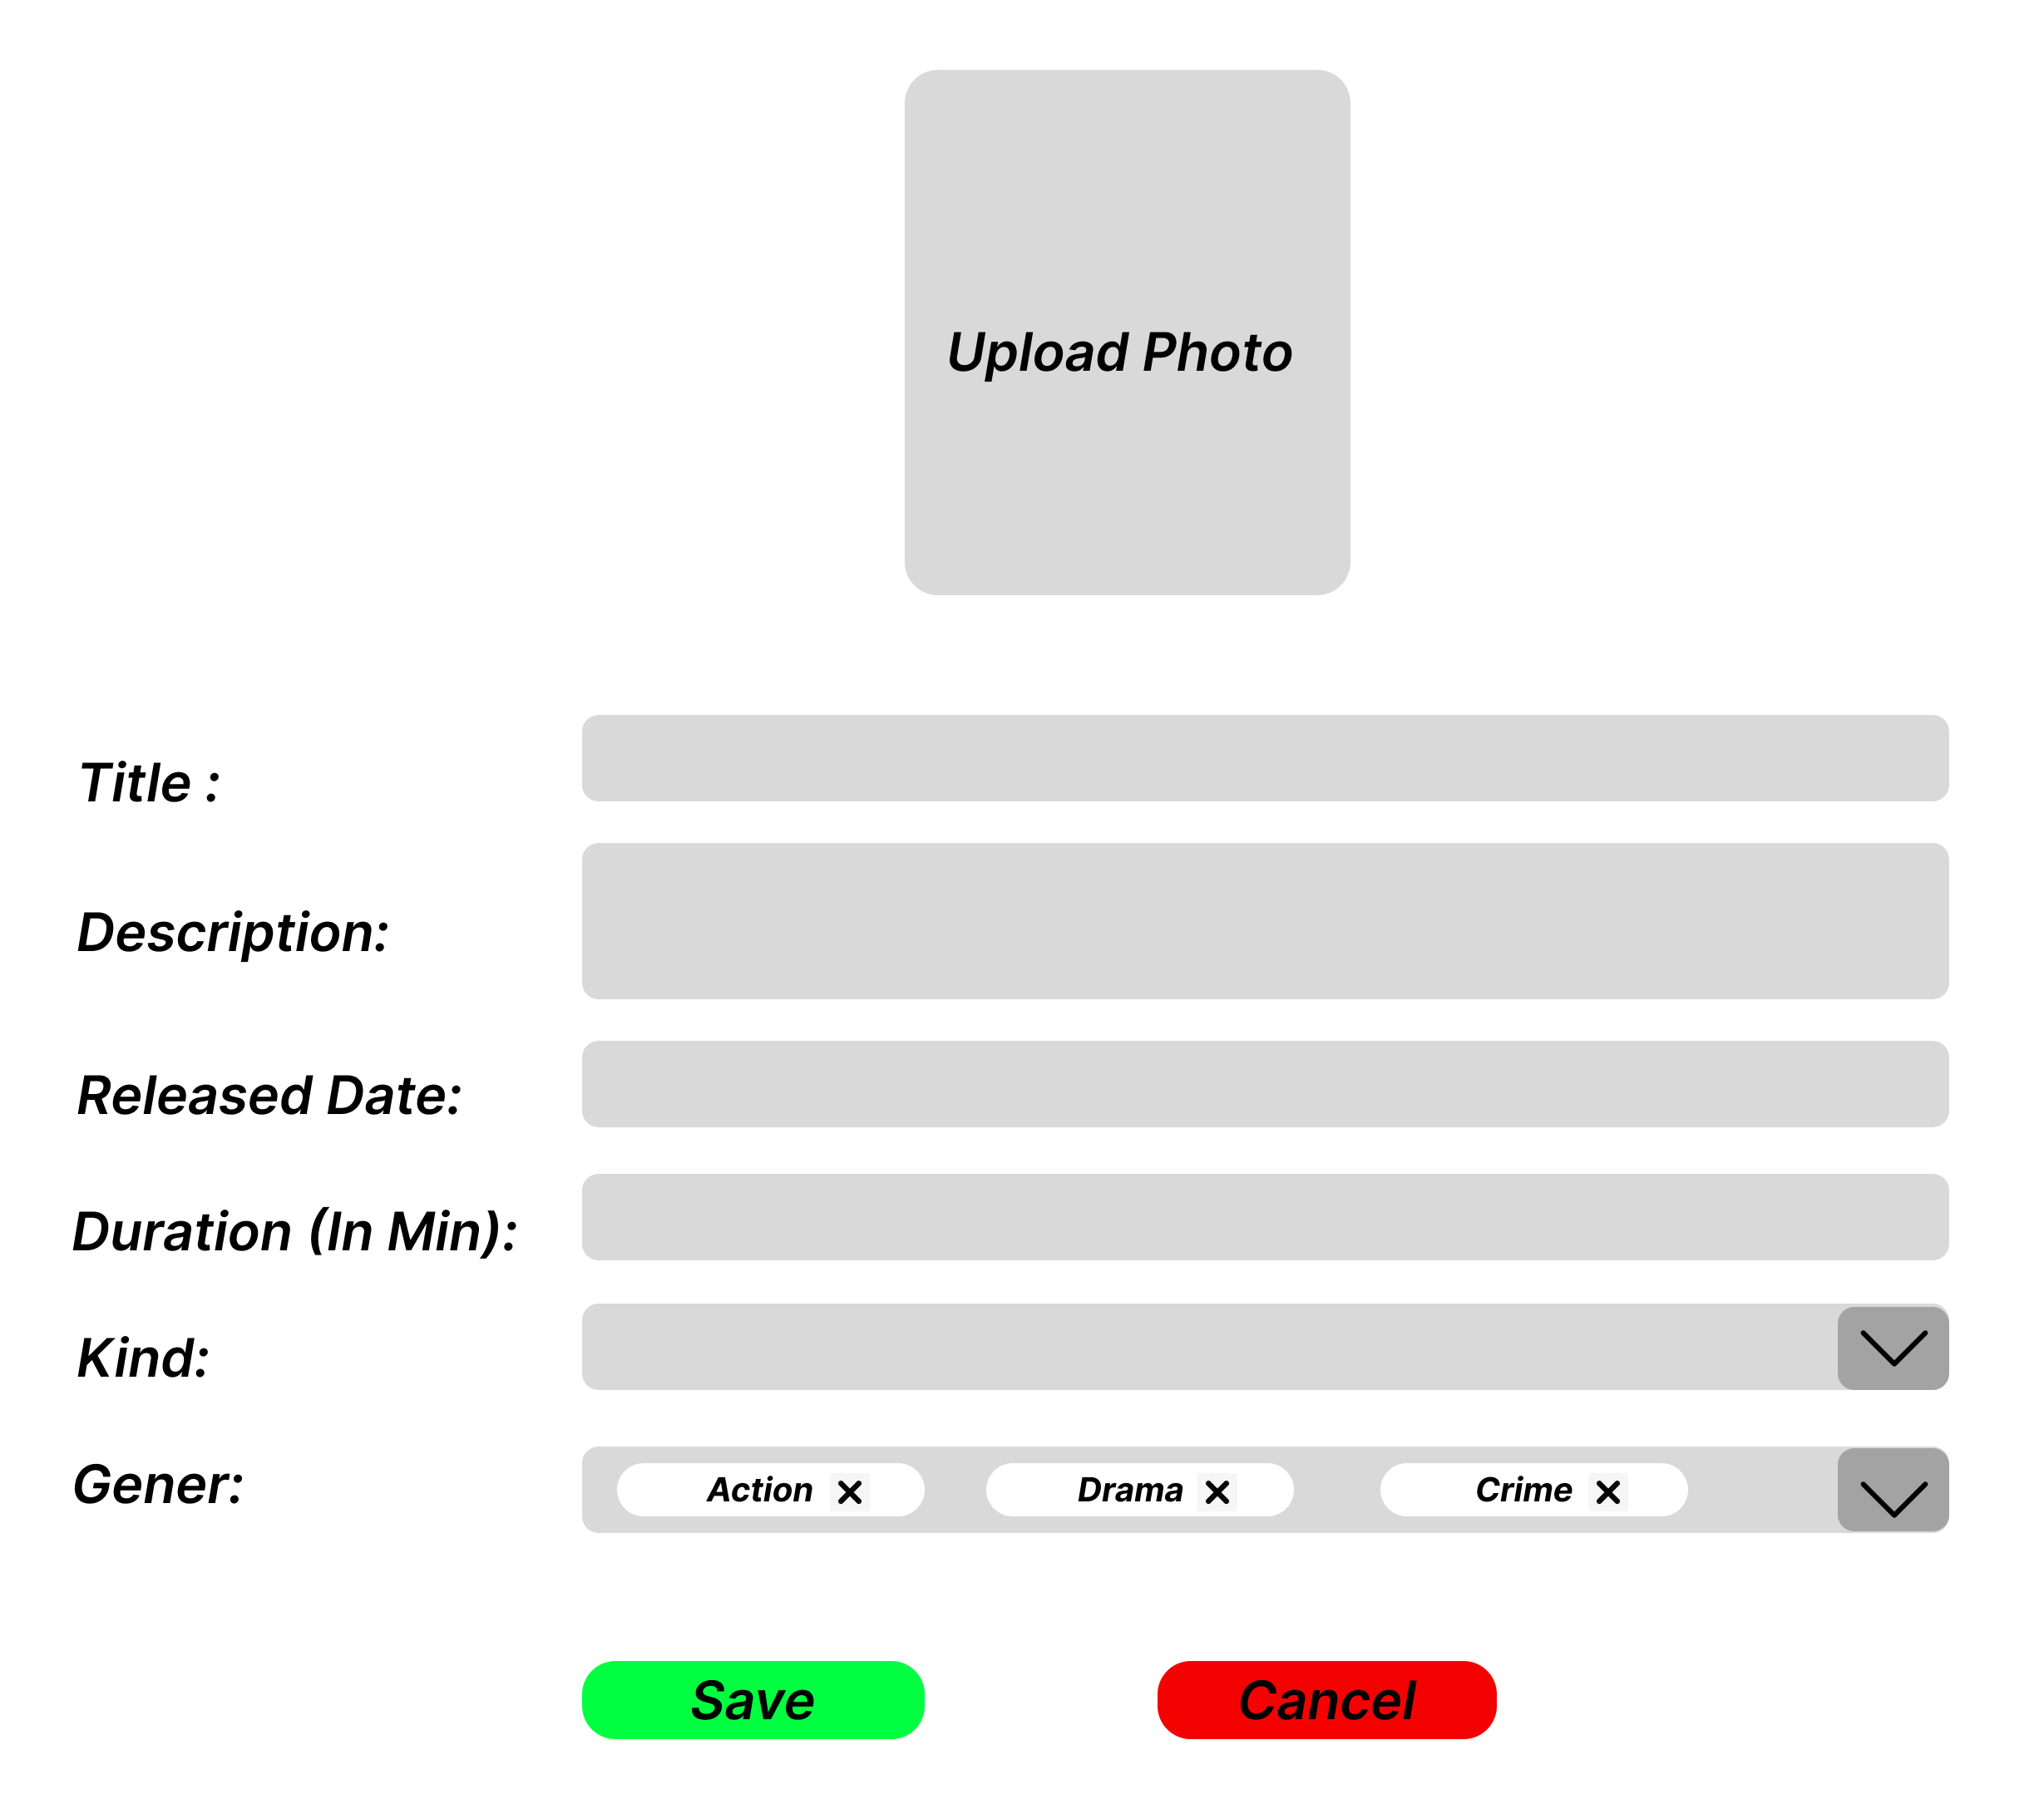 Upload Photo
Title :
Description:
Released Date:
Duration (In Min):
Kind:
Gener:
Action
Drama
Crime
Save
Cancel